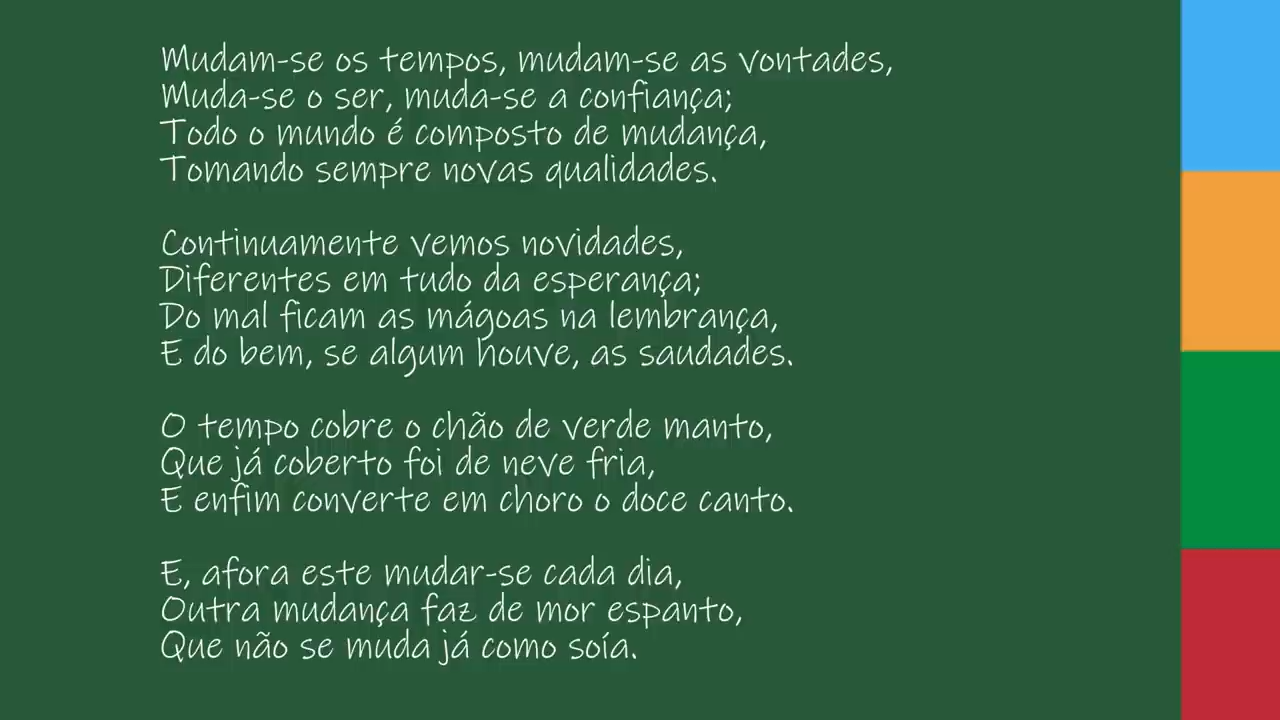 Mudam-se os tempos, mudam-se as vontades,
Muda-se o ser, muda-se a confiança;
Todo o mundo é composto de mudança,
Tomando sempre novas qualidades.
Continuamente vemos novidades,
Diferentes em tudo da esperança;
Do mal ficam as mágoas na lembrança,
E do bem, se algum houve, as saudades.
O tempo cobre o chão de verde manto,
Que já coberto foi de neve fria,
E enfim converte em choro o doce canto.
E, afora este mudar-se cada dia,
Outra mudança faz de mor espanto,
Que não se muda já como soía.